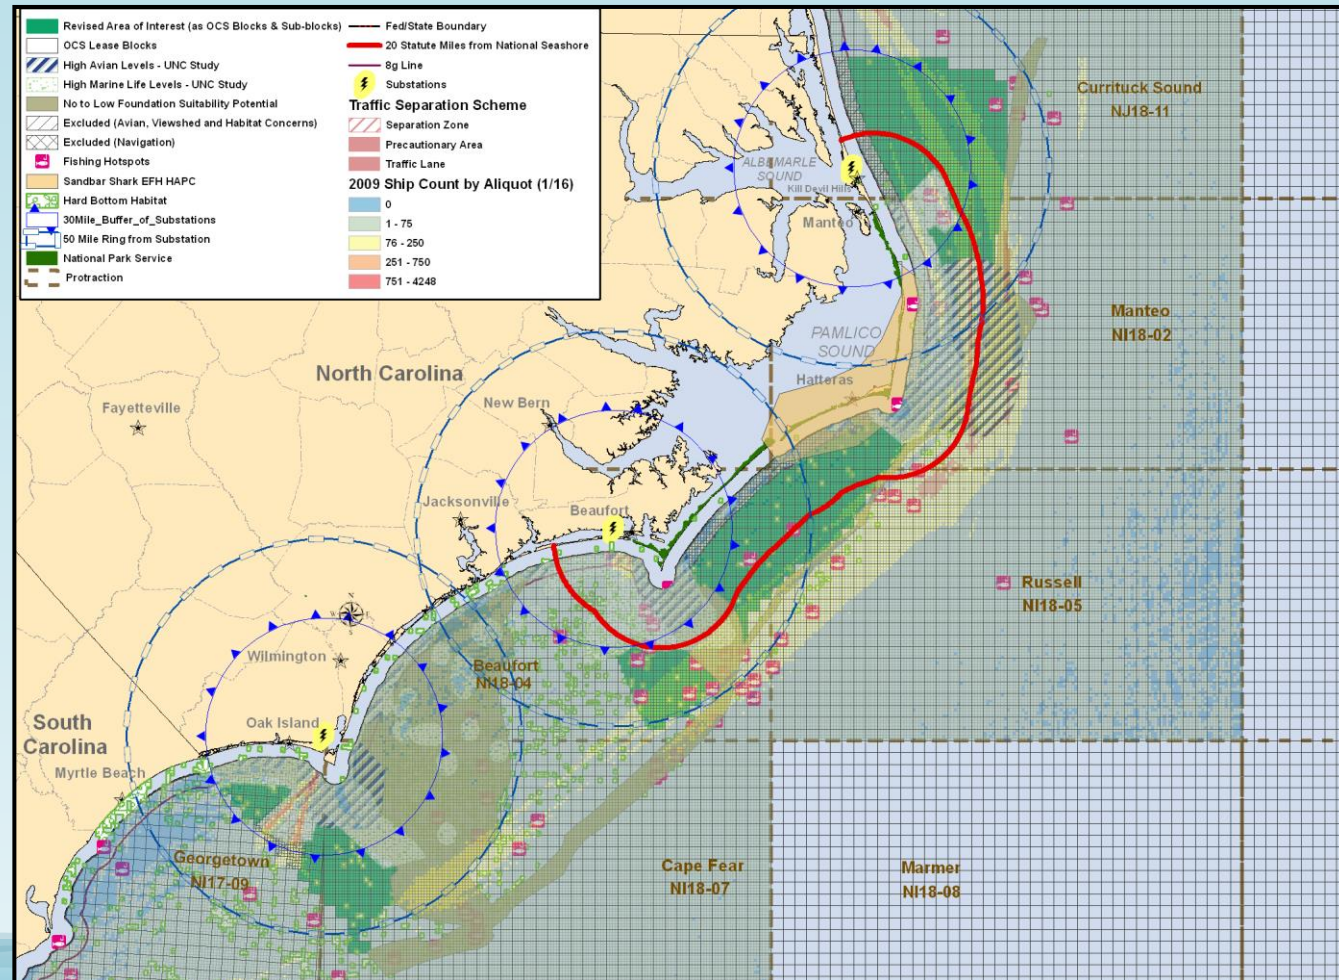 Revised Area of Interest (as OCS Blocks & Sub-blocks)
OCS Lease Blocks
High Avian Levels - UNC Study
High Marine Life Levels - UNC Study
No to Low Foundation Suitability Potential
Excluded (Avian, Viewshed and Habitat Concerns)
Excluded (Navigation)
Fishing Hotspots
Sandbar Shark EFH HAPC
Hard Bottom Habitat
30Mile_Buffer_of_Substations
50 Mile Ring from Substation
National Park Service
Protraction
Fed/State Boundary
20 Statute Miles from National Seashore
8g Line
Substations
Traffic Separation Scheme
Separation Zone
Precautionary Area
Traffic Lane
2009 Ship Count by Aliquot (1/16)
0
1 - 75
76 - 250
251 - 750
751 - 4248
Currituck Sound
NJ18-11
ALBEMARLE
SOUND
Kill Devil Hills
Manteo
Manteo
NI18-02
PAMLICO
SOUND
Hatteras
North Carolina
Fayetteville
New Bern
Jacksonville
Beaufort
Russell
NI18-05
N
W
E
Wilmington
Beaufort
NI18-04
Oak Island
South
Carolina
Myrtle Beach
Georgetown
NI17-09
Cape Fear
NI18-07
Marmer
NI18-08